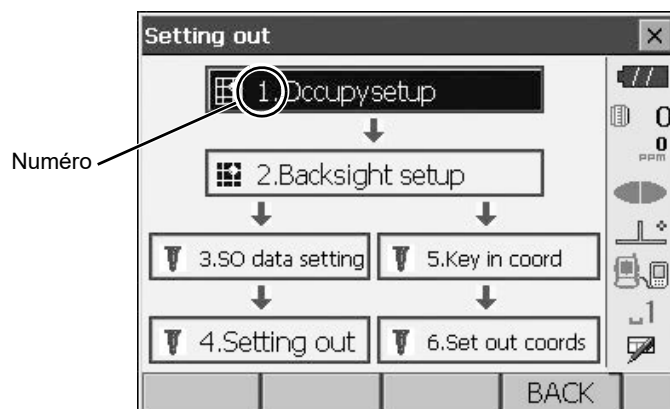 Setting out
1.Occupysetup
0
0
PPM
Numéro
2.Backsight setup
3.SO data setting
5.Key in coord
1
4.Setting out
6.Set out coords
BACK